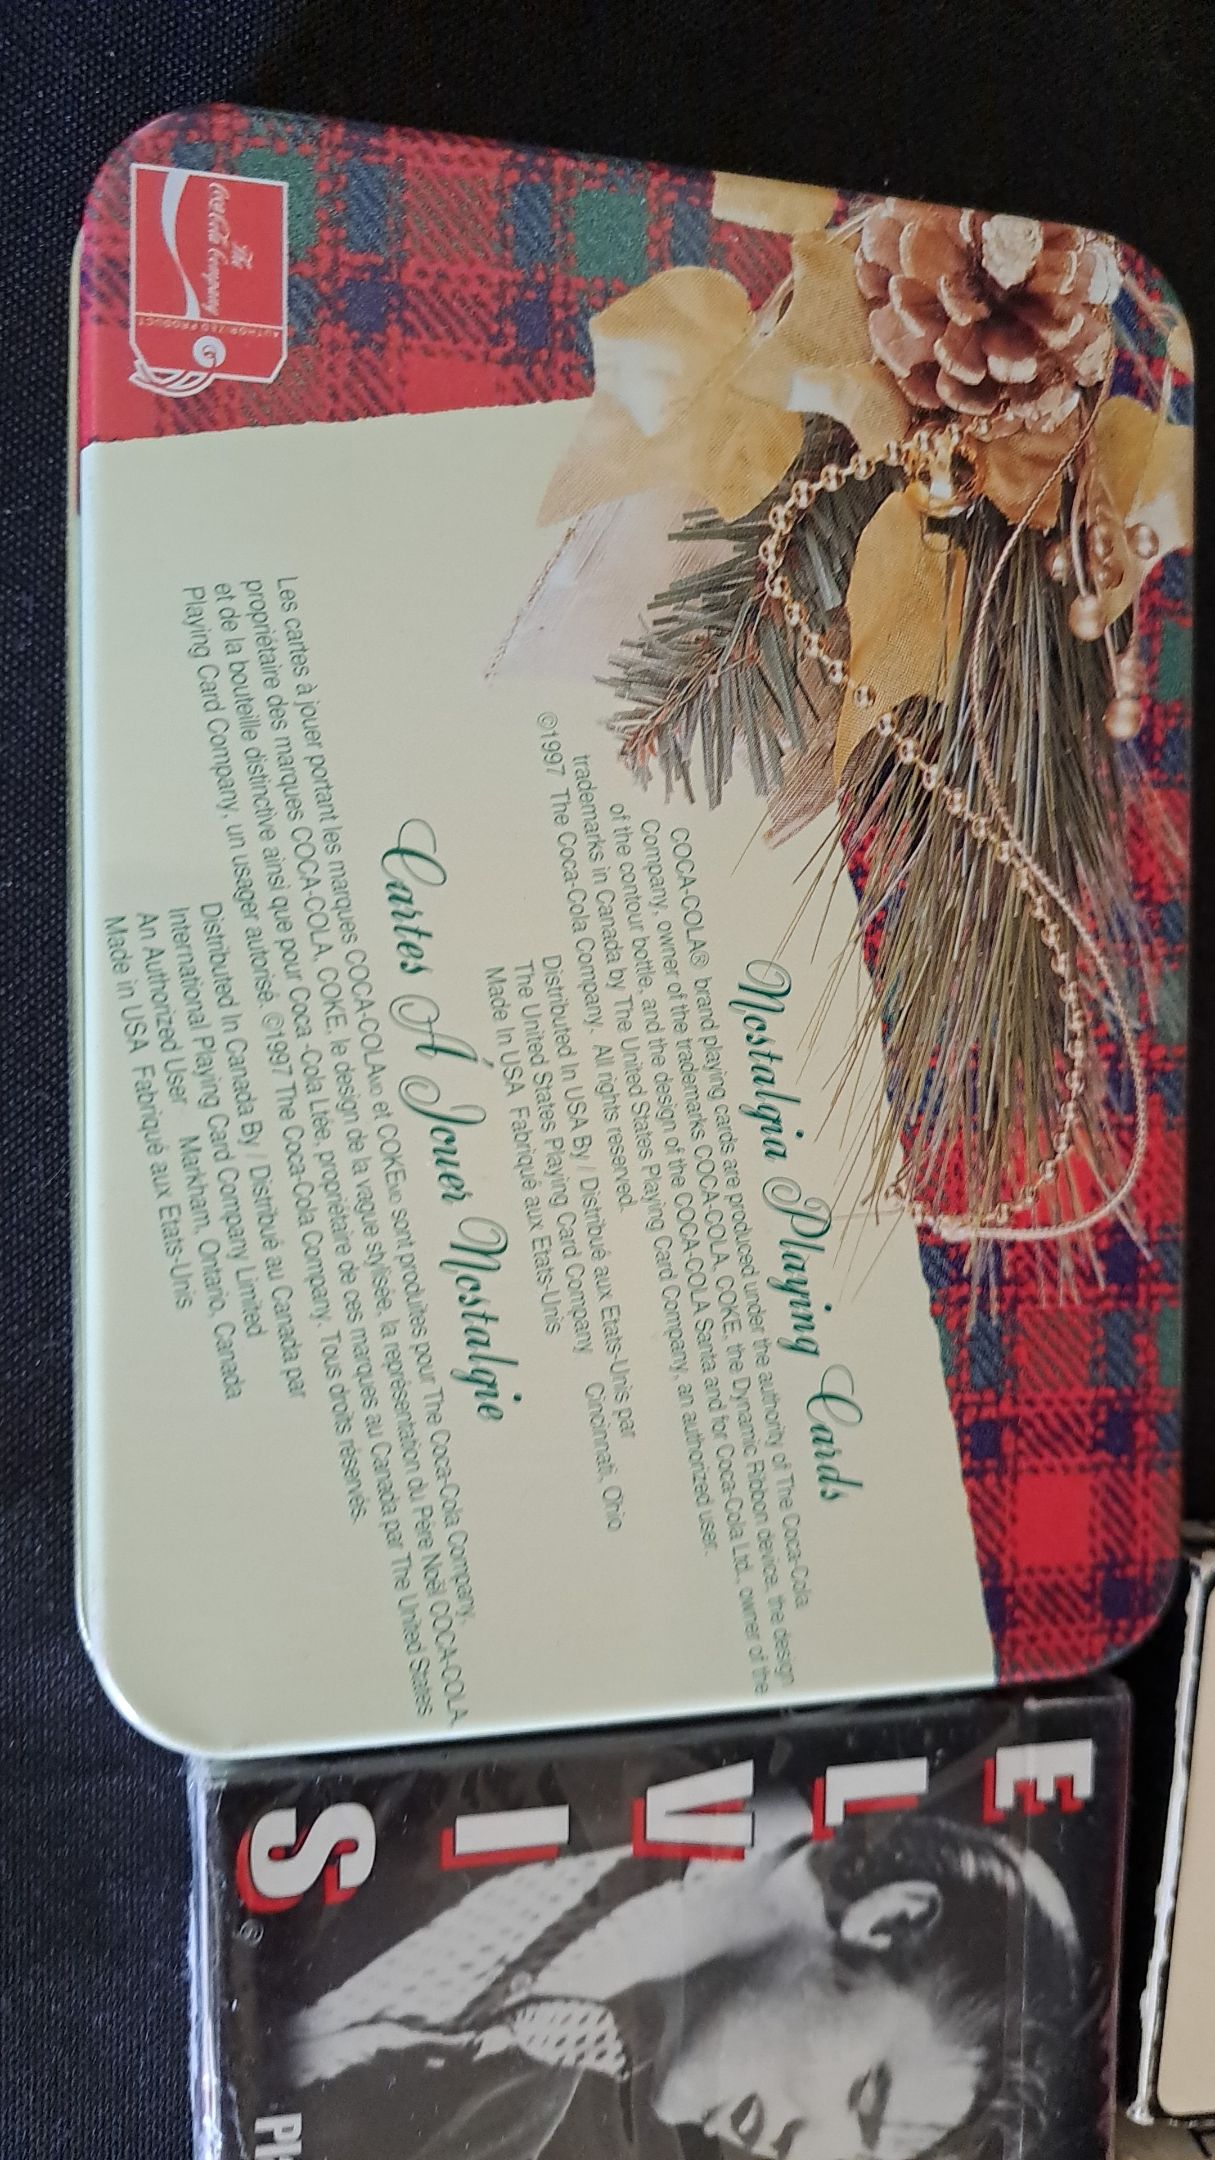 The
Coca-Cola Company
AUTHORIZED PRODUCT
Nostalgia Playing Cards
COCA-COLA® brand playing cards are produced under the authority of The Coca-Cola
Company, owner of the trademarks COCA-COLA, COKE, the Dynamic Ribbon device, the design
of the contour bottle, and the design of the COCA-COLA Santa and for Coca-Cola Ltd., owner of the
trademarks in Canada by The United States Playing Card Company, an authorized user.
©1997 The Coca-Cola Company. All rights reserved.
Distributed In USA By / Distribué aux Etats-Unis par
The United States Playing Card Company Cincinnati, Ohio
Made In USA Fabriqué aux Etats-Unis
Cartes À Jouer Nostalgie
Les cartes à jouer portant les marques COCA-COLAMD et COKEMD sont produites pour The Coca-Cola Company,
propriétaire des marques COCA-COLA, COKE, le design de la vague stylisée, la représentation du Père Noël COCA-COLA,
et de la bouteille distinctive ainsi que pour Coca -Cola Ltée, propriétaire de ces marques au Canada par The United States
Playing Card Company, un usager autorisé. ©1997 The Coca-Cola Company. Tous droits réservés.
Distributed In Canada By / Distribué au Canada par
International Playing Card Company Limited
An Authorized User Markham, Ontario, Canada
Made in USA Fabriqué aux Etats-Unis
ELVIS®